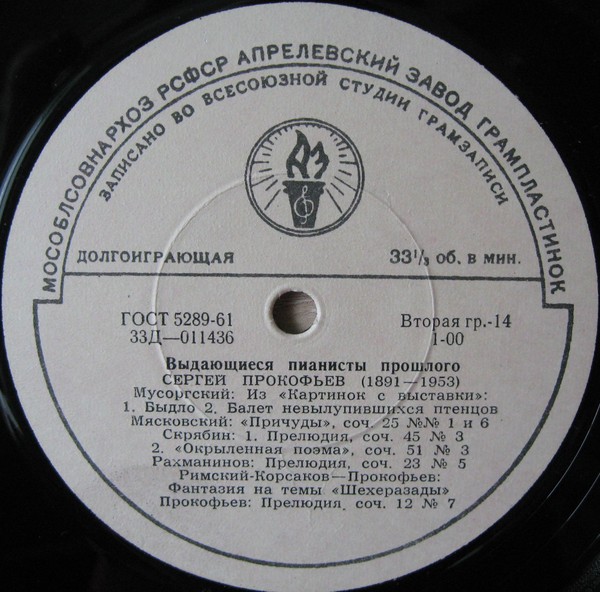 МОСОБЛСОВНАРХОЗ РСФСР АПРЕЛЕВСКИЙ ЗАВОД ГРАМПЛАСТИНОК
ЗАПИСАНО ВО ВСЕСОЮЗНОЙ СТУДИИ ГРАМЗАПИСИ
АЗ
ДОЛГОИГРАЮЩАЯ
33⅓ об. в мин.
ГОСТ 5289-61
33Д—011436
Вторая гр.-14
1-00
Выдающиеся пианисты прошлого
СЕРГЕЙ ПРОКОФЬЕВ (1891—1953)
Мусоргский: Из «Картинок с выставки»:
1. Быдло 2. Балет невылупившихся птенцов
Мясковский: «Причуды», соч. 25 №№ 1 и 6
Скрябин: 1. Прелюдия, соч. 45 № 3
2. «Окрыленная поэма», соч. 51 № 3
Рахманинов: Прелюдия, соч. 23 № 5
Римский-Корсаков—Прокофьев:
Фантазия на темы «Шехеразады»
Прокофьев: Прелюдия, соч. 12 № 7